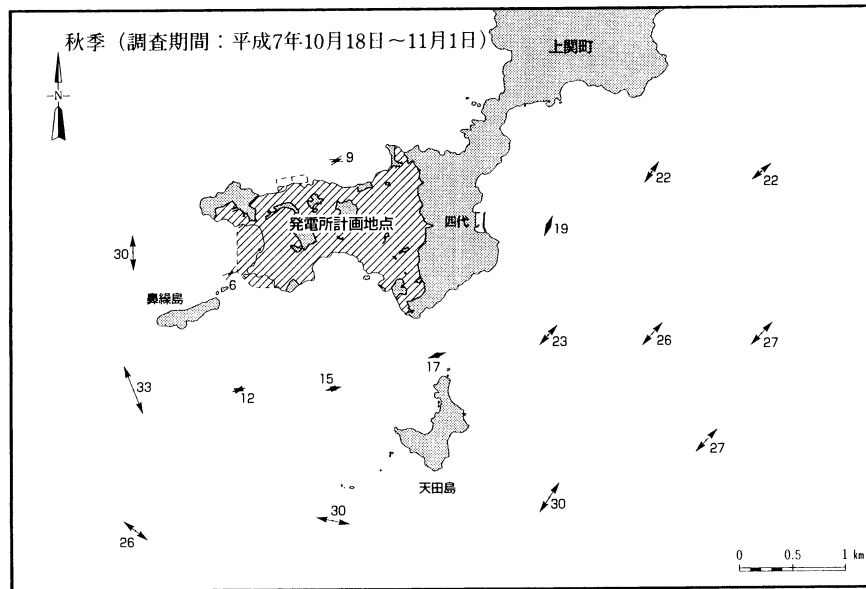 秋季（調査期間：平成7年10月18日～11月1日）
上関町
N
9
22
22
発電所計画地点
四代
19
30
6
鼻繰島
23
26
27
17
33
12
15
27
天田島
30
30
26
0 0.5 1 km